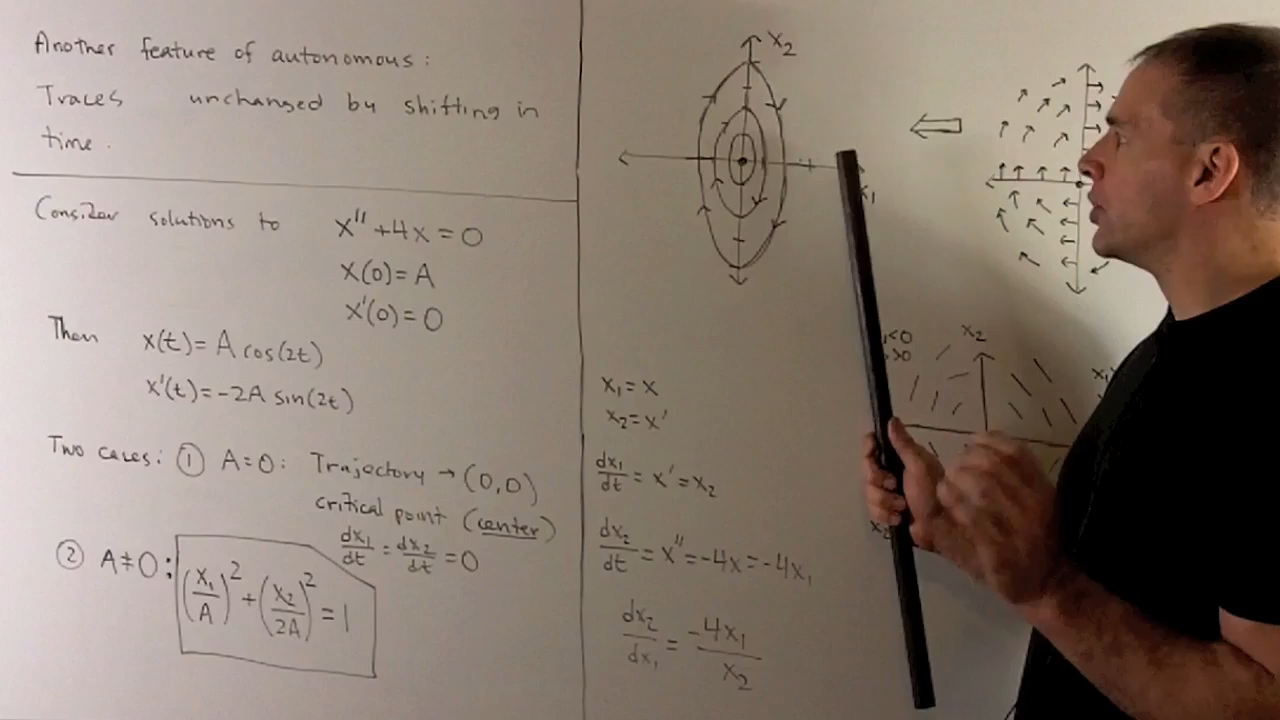 Another feature of autonomous:
Traces unchanged by shifting in
time.
Consider solutions to x'' + 4x = 0
x(0) = A
x'(0) = 0
Then x(t) = A cos(2t)
x'(t) = -2A sin(2t)
Two cases: ① A = 0: Trajectory → (0,0)
critical point (center)
dx₁/dt = dx₂/dt = 0
② A ≠ 0: (x₁/A)² + (x₂/2A)² = 1
x₂
x₁ = x
x₂ = x'
dx₁/dt = x' = x₂
dx₂/dt = x'' = -4x = -4x₁
dx₂/dx₁ = -4x₁/x₂
<0
>0
x₂
x₁
x₂